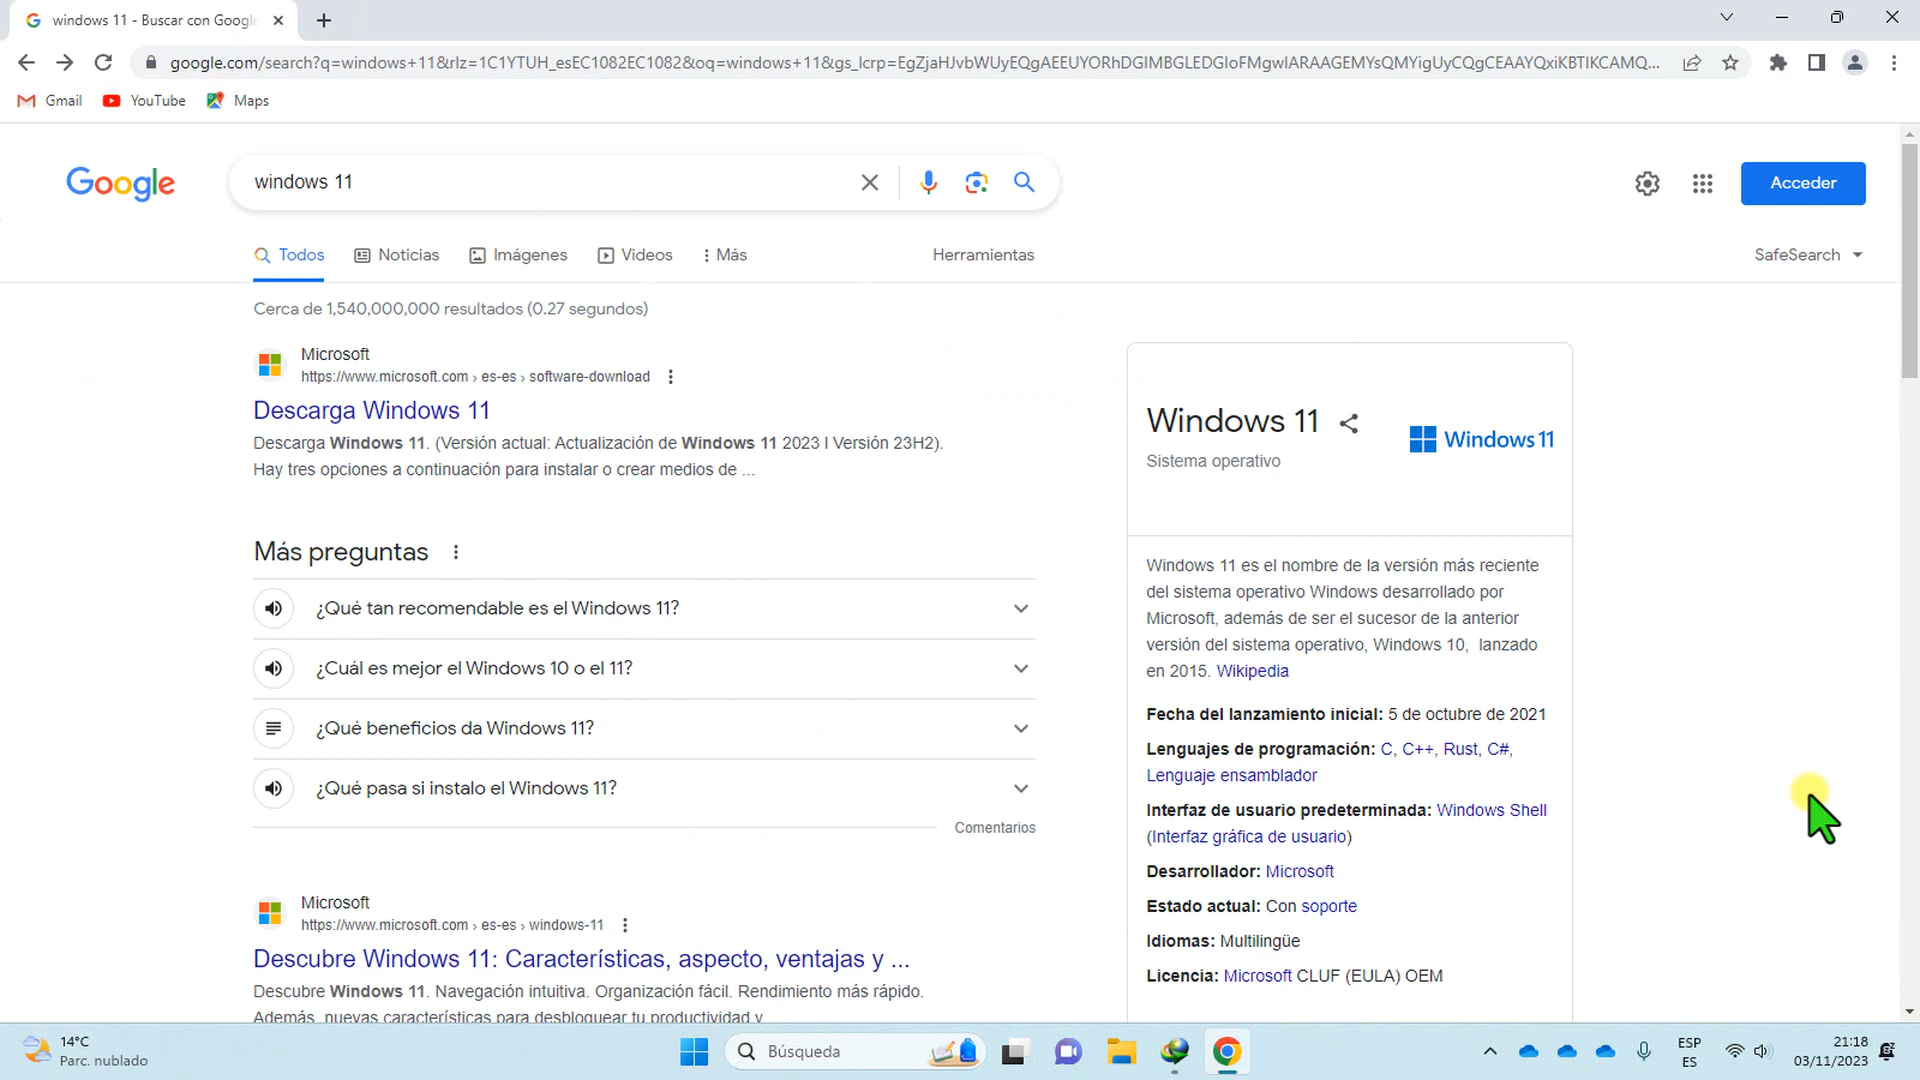 windows 11 - Buscar con Google
google.com/search?q=windows+11&rlz=1C1YTUH_esEC1082EC1082&oq=windows+11&gs_lcrp=EgZjaHJvbWUyEQgAEEUYORhDGIMBGLEDGIoFMgwIARAAGEMYsQMYigUyCQgCEAAYQxiKBTIKCAMQ...
Gmail YouTube Maps
Google windows 11 Acceder
Todos Noticias Imágenes Videos Más Herramientas SafeSearch
Cerca de 1,540,000,000 resultados (0.27 segundos)
Microsoft
https://www.microsoft.com › es-es › software-download
Descarga Windows 11
Descarga Windows 11. (Versión actual: Actualización de Windows 11 2023 l Versión 23H2).
Hay tres opciones a continuación para instalar o crear medios de ...
Más preguntas
¿Qué tan recomendable es el Windows 11?
¿Cuál es mejor el Windows 10 o el 11?
¿Qué beneficios da Windows 11?
¿Qué pasa si instalo el Windows 11?
Comentarios
Microsoft
https://www.microsoft.com › es-es › windows-11
Descubre Windows 11: Características, aspecto, ventajas y ...
Descubre Windows 11. Navegación intuitiva. Organización fácil. Rendimiento más rápido.
Además, nuevas características para desbloquear tu productividad y
Windows 11
Windows 11
Sistema operativo
Windows 11 es el nombre de la versión más reciente
del sistema operativo Windows desarrollado por
Microsoft, además de ser el sucesor de la anterior
versión del sistema operativo, Windows 10, lanzado
en 2015. Wikipedia
Fecha del lanzamiento inicial: 5 de octubre de 2021
Lenguajes de programación: C, C++, Rust, C#,
Lenguaje ensamblador
Interfaz de usuario predeterminada: Windows Shell
(Interfaz gráfica de usuario)
Desarrollador: Microsoft
Estado actual: Con soporte
Idiomas: Multilingüe
Licencia: Microsoft CLUF (EULA) OEM
14°C
Parc. nublado
Búsqueda
ESP
ES
21:18
03/11/2023